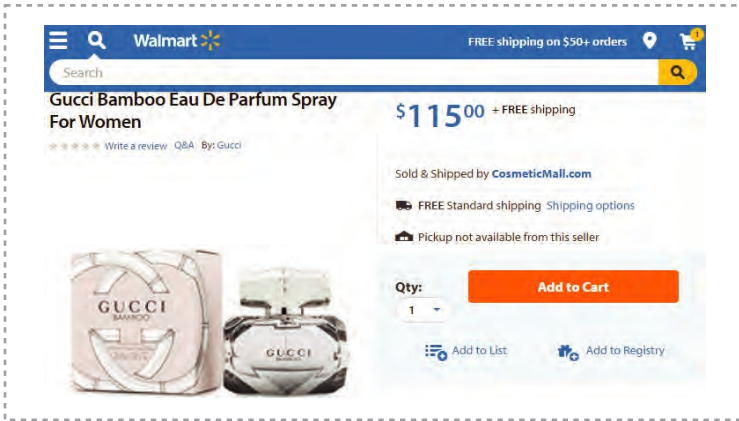 Walmart
FREE shipping on $50+ orders
1
Search
Gucci Bamboo Eau De Parfum Spray
For Women
Write a review Q&A By: Gucci
$11500 + FREE shipping
Sold & Shipped by CosmeticMall.com
FREE Standard shipping Shipping options
Pickup not available from this seller
GUCCI
BAMBOO
GUCCI
Qty:
1
Add to Cart
Add to List
Add to Registry